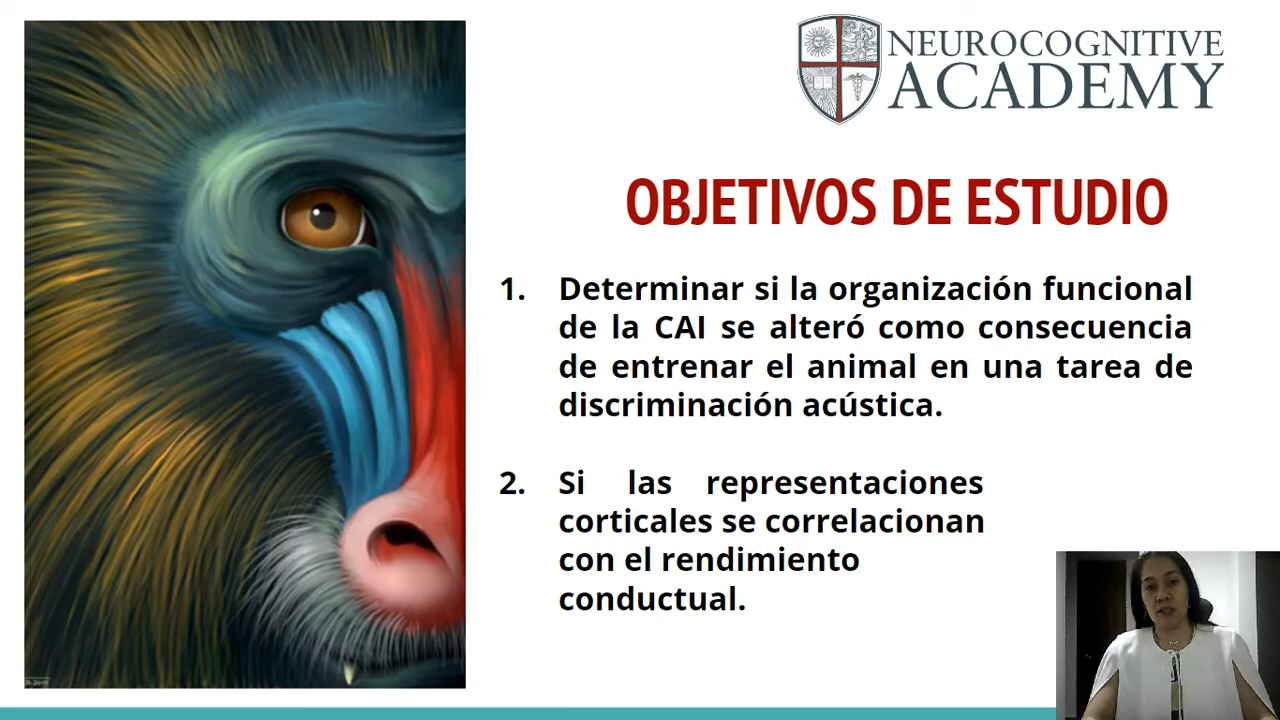 NEUROCOGNITIVE
ACADEMY
OBJETIVOS DE ESTUDIO
1. Determinar si la organización funcional
de la CAI se alteró como consecuencia
de entrenar el animal en una tarea de
discriminación acústica.
2. Si las representaciones
corticales se correlacionan
con el rendimiento
conductual.